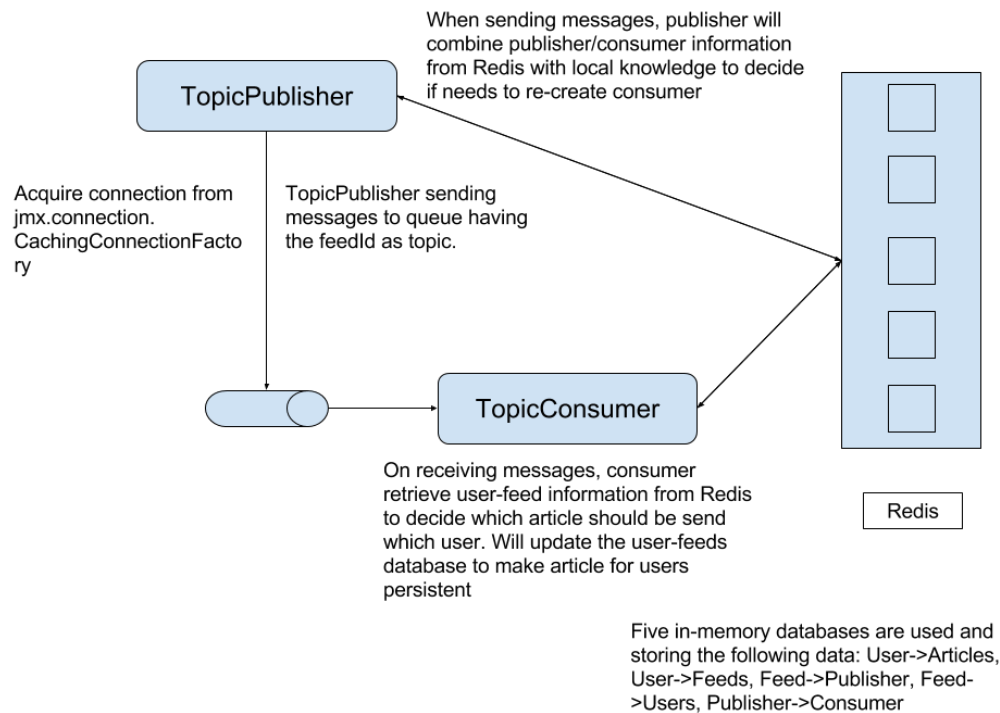 When sending messages, publisher will
combine publisher/consumer information
from Redis with local knowledge to decide
if needs to re-create consumer
TopicPublisher
Acquire connection from
jmx.connection.
CachingConnectionFacto
ry
TopicPublisher sending
messages to queue having
the feedId as topic.
TopicConsumer
On receiving messages, consumer
retrieve user-feed information from Redis
to decide which article should be send
which user. Will update the user-feeds
database to make article for users
persistent
Redis
Five in-memory databases are used and
storing the following data: User->Articles,
User->Feeds, Feed->Publisher, Feed-
>Users, Publisher->Consumer